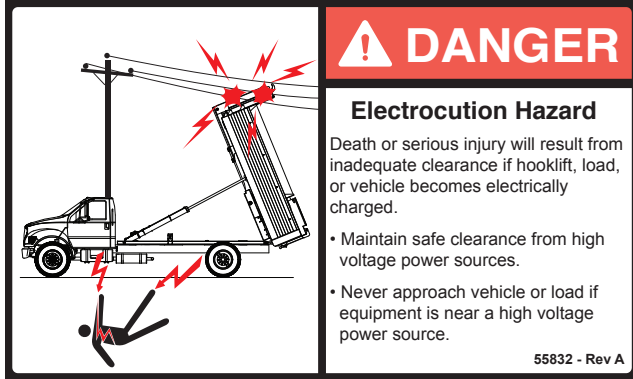 DANGER
Electrocution Hazard
Death or serious injury will result from
inadequate clearance if hooklift, load,
or vehicle becomes electrically
charged.
• Maintain safe clearance from high
voltage power sources.
• Never approach vehicle or load if
equipment is near a high voltage
power source.
55832 - Rev A